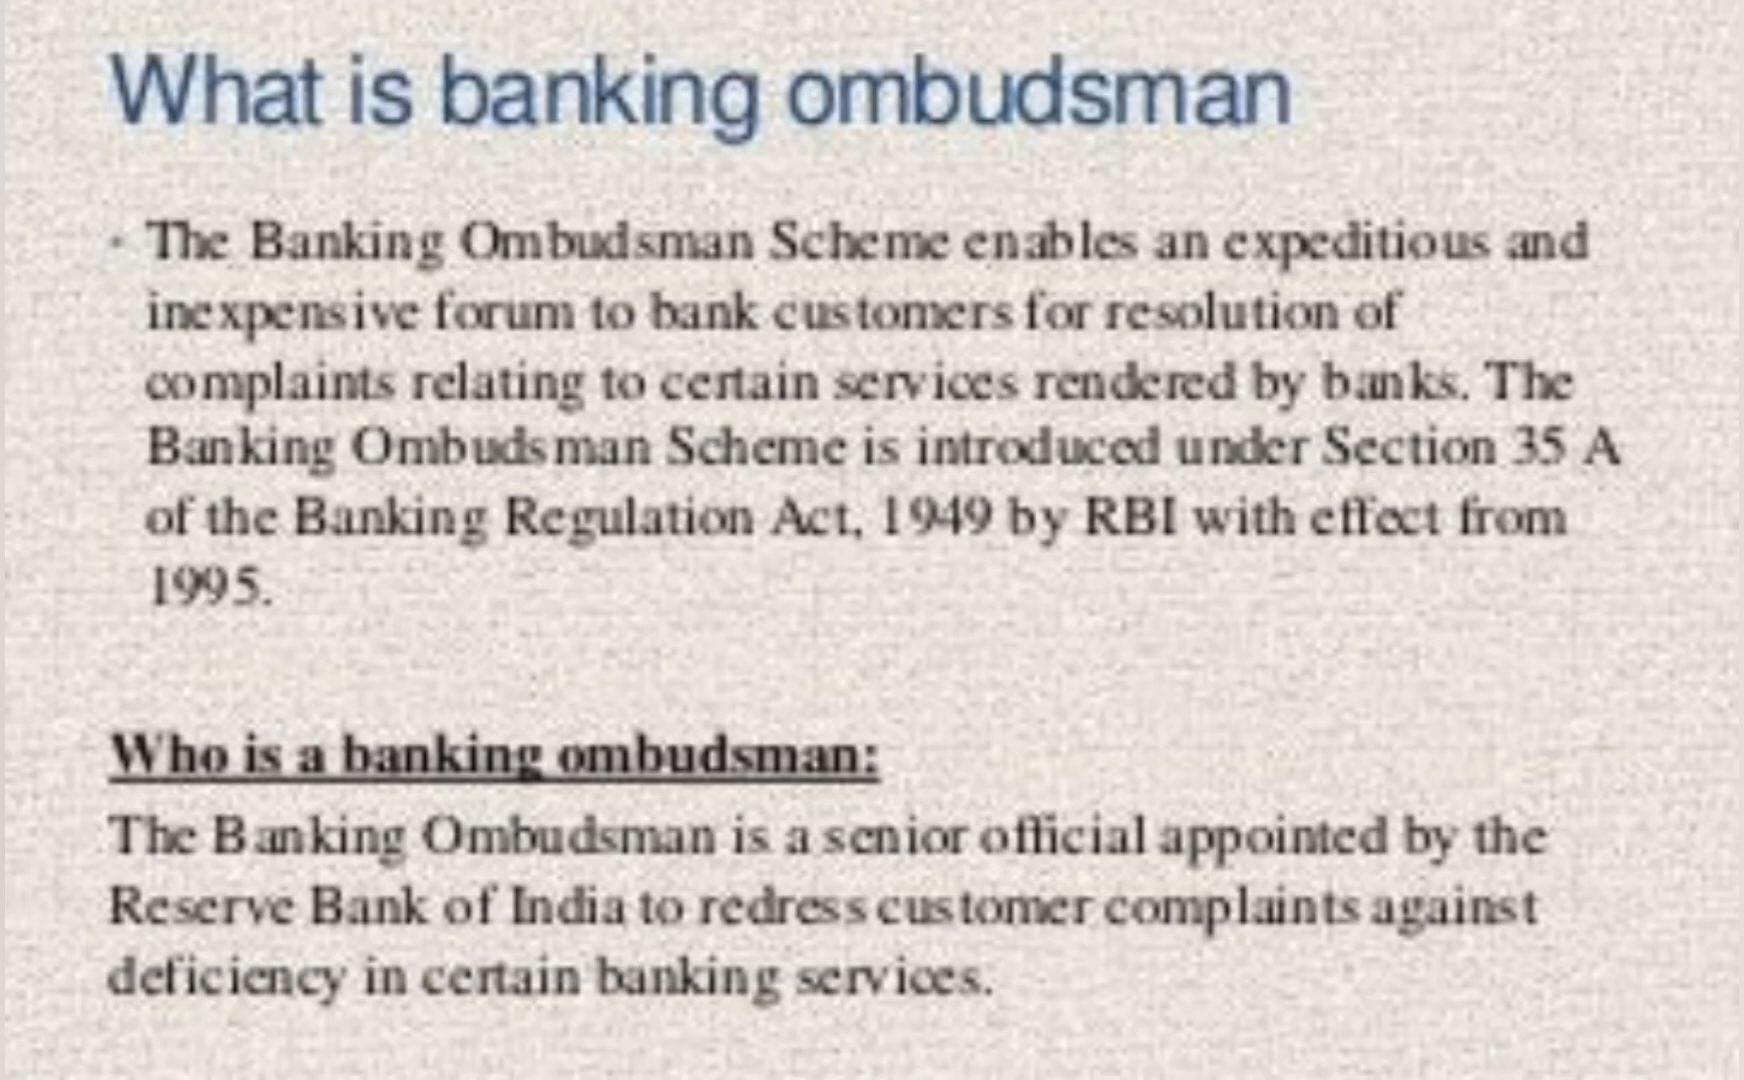 What is banking ombudsman
• The Banking Ombudsman Scheme enables an expeditious and
inexpensive forum to bank customers for resolution of
complaints relating to certain services rendered by banks. The
Banking Ombudsman Scheme is introduced under Section 35 A
of the Banking Regulation Act, 1949 by RBI with effect from
1995.
Who is a banking ombudsman:
The Banking Ombudsman is a senior official appointed by the
Reserve Bank of India to redress customer complaints against
deficiency in certain banking services.